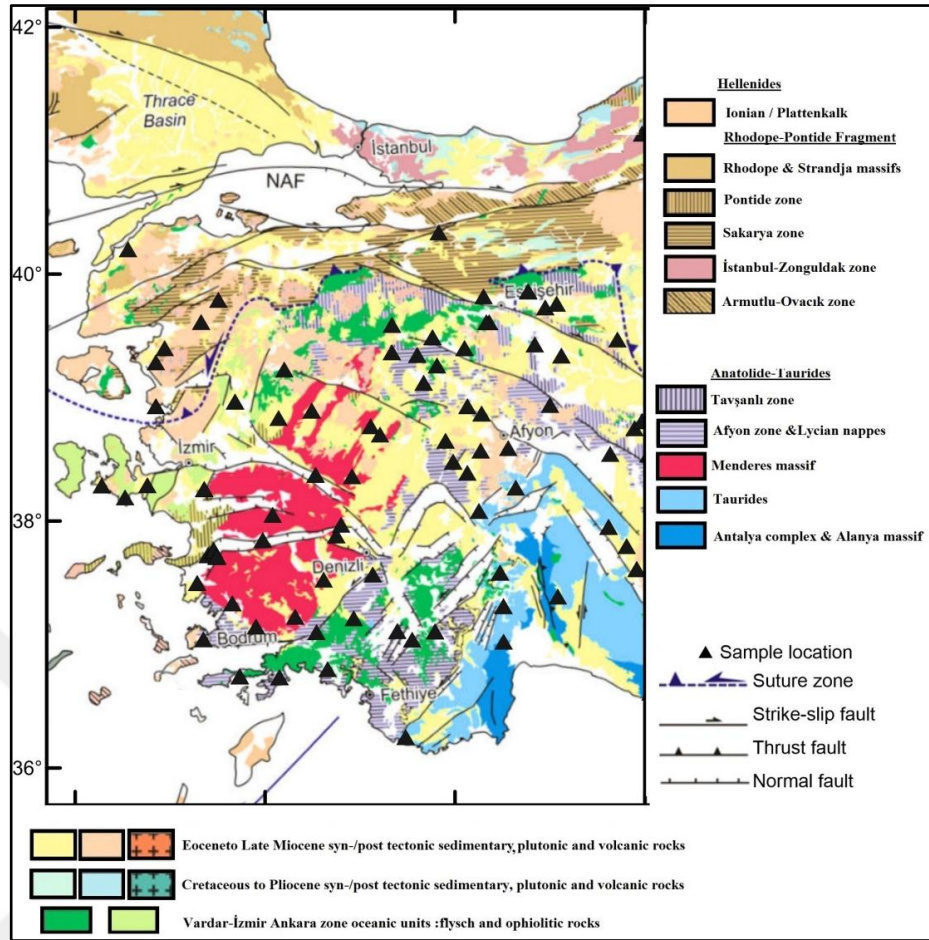 42°
40°
38°
36°
Thrace
Basin
İstanbul
NAF
Eskişehir
İzmir
Afyon
Denizli
Bodrum
Fethiye
Hellenides
Ionian / Plattenkalk
Rhodope-Pontide Fragment
Rhodope & Strandja massifs
Pontide zone
Sakarya zone
İstanbul-Zonguldak zone
Armutlu-Ovacık zone
Anatolide-Taurides
Tavşanlı zone
Afyon zone &Lycian nappes
Menderes massif
Taurides
Antalya complex & Alanya massif
Sample location
Suture zone
Strike-slip fault
Thrust fault
Normal fault
Eoceneto Late Miocene syn-/post tectonic sedimentary,plutonic and volcanic rocks
Cretaceous to Pliocene syn-/post tectonic sedimentary, plutonic and volcanic rocks
Vardar-İzmir Ankara zone oceanic units :flysch and ophiolitic rocks